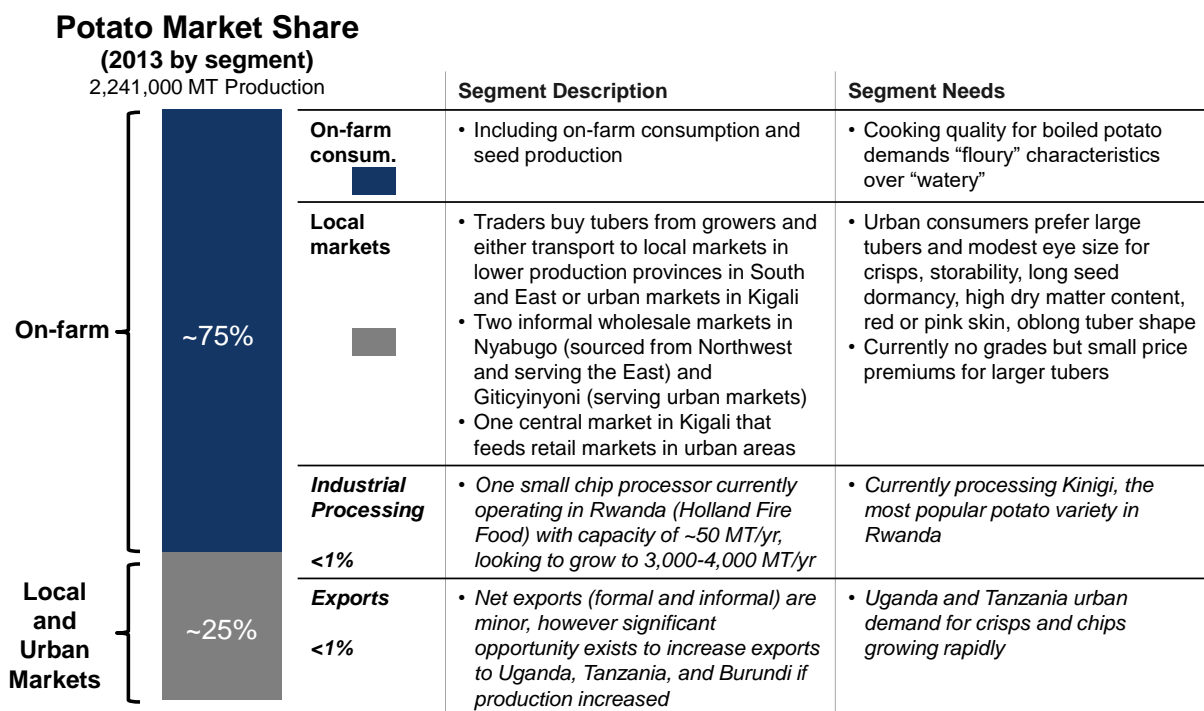 Potato Market Share
(2013 by segment)
2,241,000 MT Production
On-farm
~75%
Local
and
Urban
Markets
~25%
Segment Description
Segment Needs
On-farm
consum.
• Including on-farm consumption and
seed production
• Cooking quality for boiled potato
demands “floury” characteristics
over “watery”
Local
markets
• Traders buy tubers from growers and
either transport to local markets in
lower production provinces in South
and East or urban markets in Kigali
• Two informal wholesale markets in
Nyabugo (sourced from Northwest
and serving the East) and
Giticyinyoni (serving urban markets)
• One central market in Kigali that
feeds retail markets in urban areas
• Urban consumers prefer large
tubers and modest eye size for
crisps, storability, long seed
dormancy, high dry matter content,
red or pink skin, oblong tuber shape
• Currently no grades but small price
premiums for larger tubers
Industrial
Processing
<1%
• One small chip processor currently
operating in Rwanda (Holland Fire
Food) with capacity of ~50 MT/yr,
looking to grow to 3,000-4,000 MT/yr
• Currently processing Kinigi, the
most popular potato variety in
Rwanda
Exports
<1%
• Net exports (formal and informal) are
minor, however significant
opportunity exists to increase exports
to Uganda, Tanzania, and Burundi if
production increased
• Uganda and Tanzania urban
demand for crisps and chips
growing rapidly